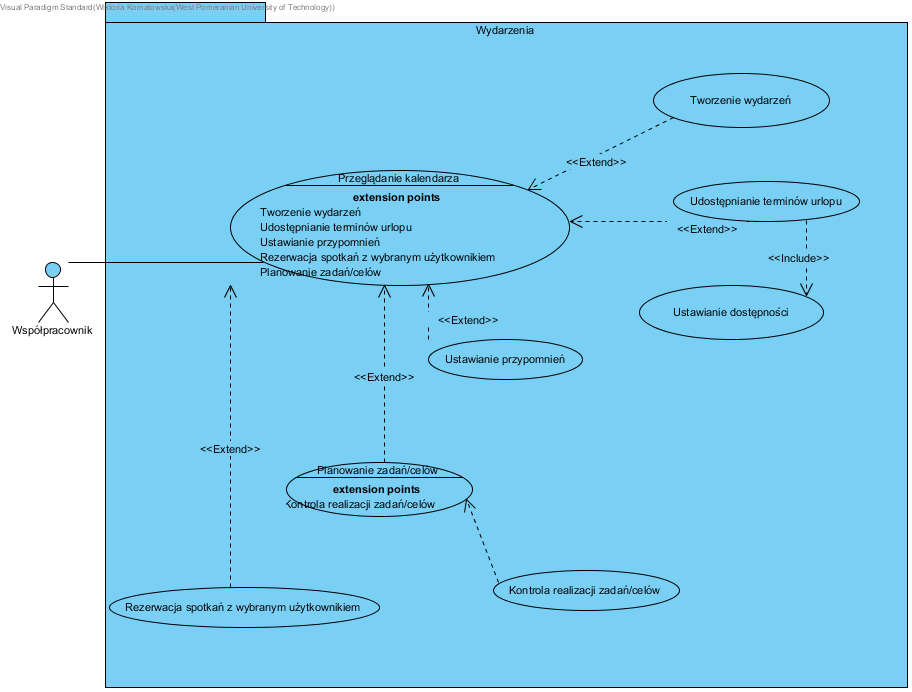 Visual Paradigm Standard(Wiktoria Kornatowska(West Pomeranian University of Technology))
Wydarzenia
Tworzenie wydarzeń
<<Extend>>
Przeglądanie kalendarza
extension points
Tworzenie wydarzeń
Udostępnianie terminów urlopu
Ustawianie przypomnień
Rezerwacja spotkań z wybranym użytkownikiem
Planowanie zadań/celów
Udostępnianie terminów urlopu
<<Extend>>
<<Include>>
Ustawianie dostępności
Współpracownik
<<Extend>>
Ustawianie przypomnień
<<Extend>>
<<Extend>>
Planowanie zadań/celów
extension points
Kontrola realizacji zadań/celów
Kontrola realizacji zadań/celów
Rezerwacja spotkań z wybranym użytkownikiem